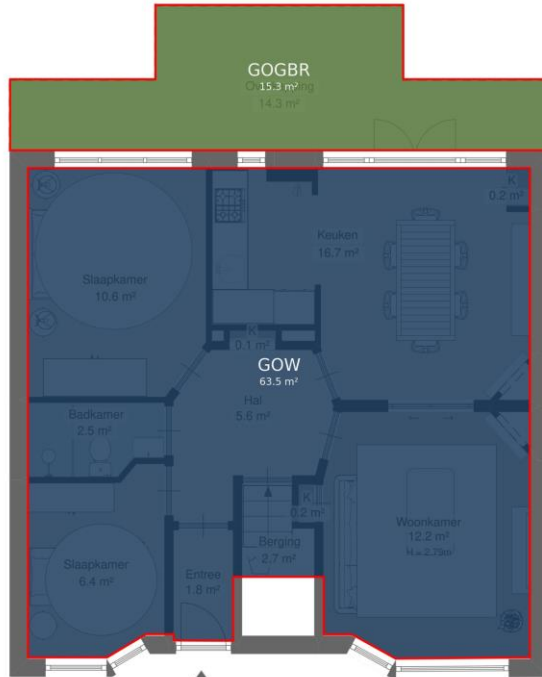 GOGBR
15.3 m²
14.3 m²
K
0.2 m²
Keuken
16.7 m²
Slaapkamer
10.6 m²
K
0.1 m²
GOW
63.5 m²
Hal
5.6 m²
Badkamer
2.5 m²
K
0.2 m²
Woonkamer
12.2 m²
Berging
2.7 m²
Slaapkamer
6.4 m²
Entree
1.8 m²